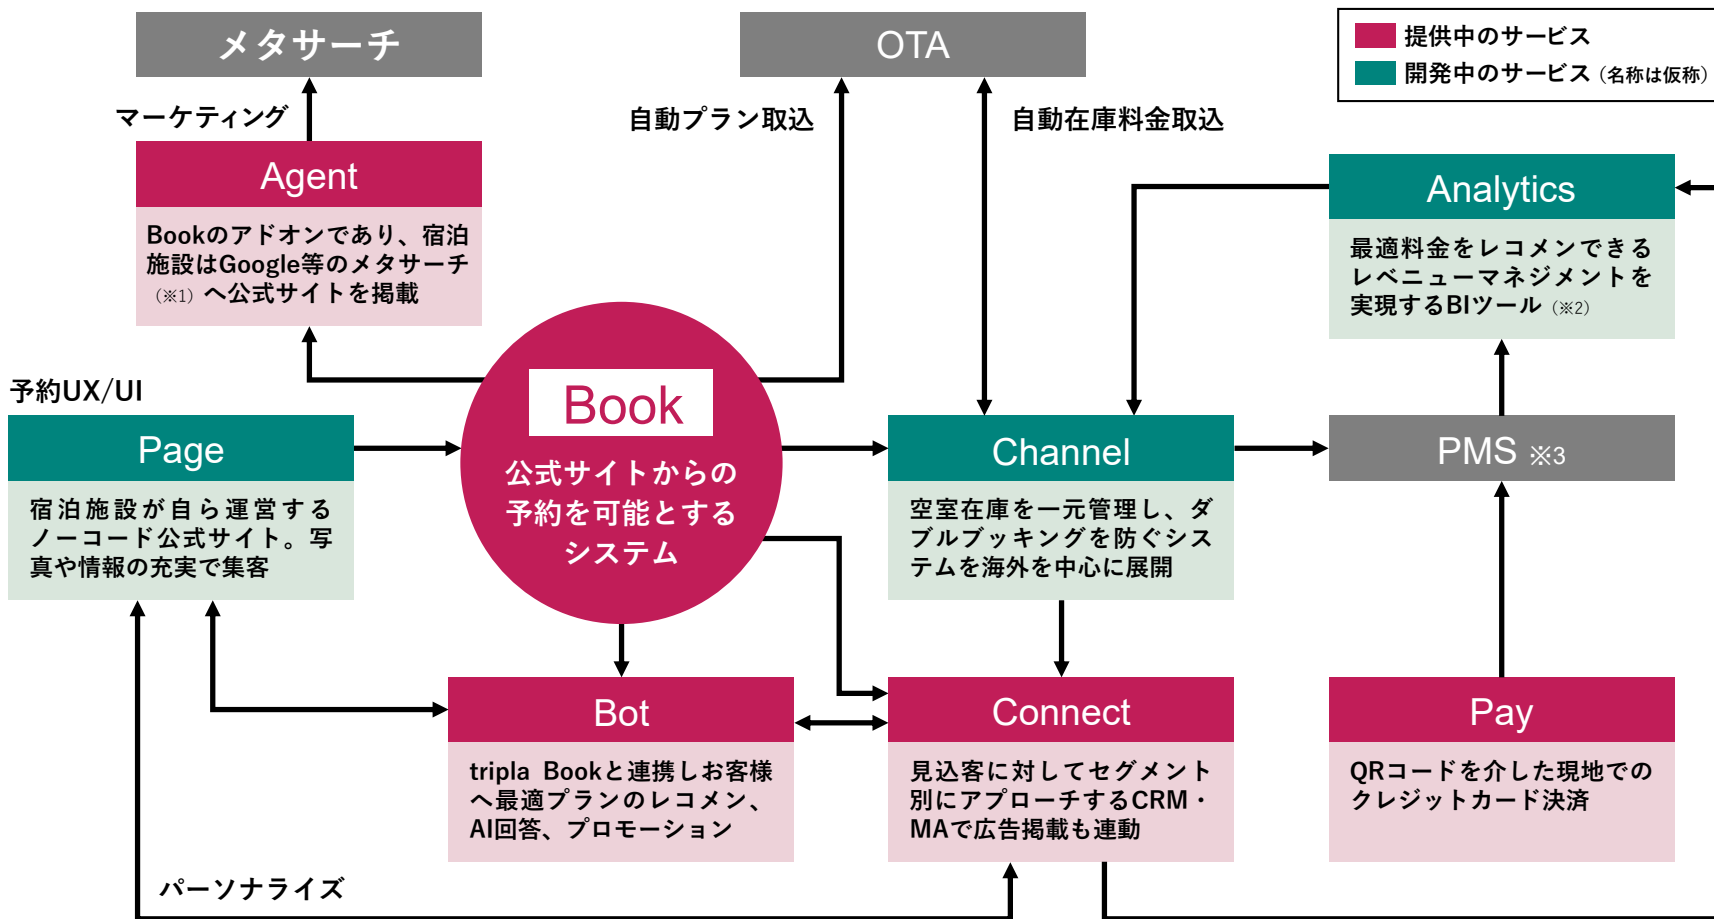 メタサーチ
OTA
提供中のサービス
開発中のサービス（名称は仮称）
マーケティング
自動プラン取込
自動在庫料金取込
Agent
Bookのアドオンであり、宿泊
施設はGoogle等のメタサーチ
（※1）へ公式サイトを掲載
Analytics
最適料金をレコメンできる
レベニューマネジメントを
実現するBIツール（※2）
予約UX/UI
Page
宿泊施設が自ら運営する
ノーコード公式サイト。写
真や情報の充実で集客
Book
公式サイトからの
予約を可能とする
システム
Channel
空室在庫を一元管理し、ダ
ブルブッキングを防ぐシス
テムを海外を中心に展開
PMS ※3
Bot
tripla Bookと連携しお客様
へ最適プランのレコメン、
AI回答、プロモーション
Connect
見込客に対してセグメント
別にアプローチするCRM・
MAで広告掲載も連動
Pay
QRコードを介した現地での
クレジットカード決済
パーソナライズ